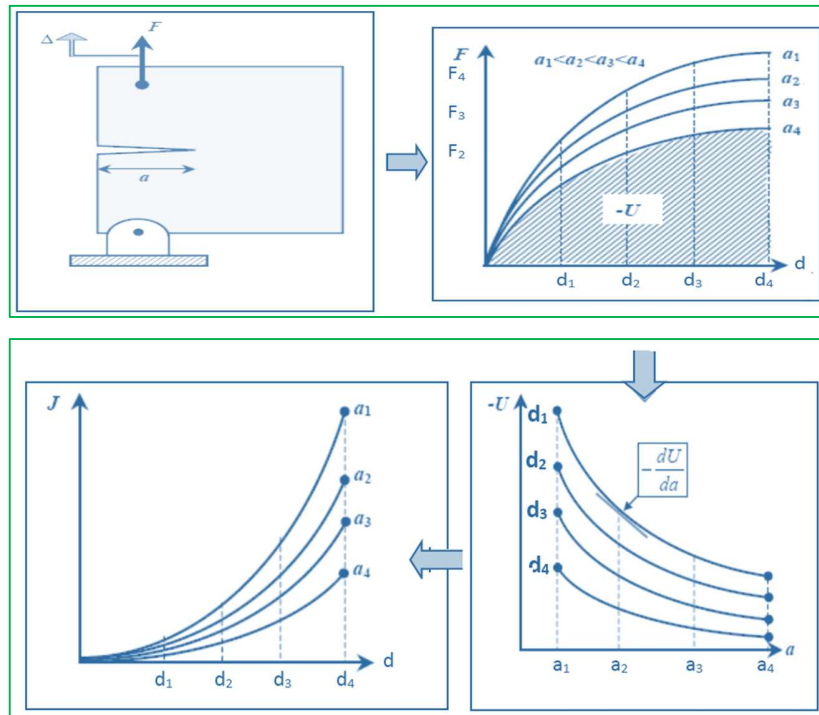 Δ F
a
F
F₄
F₃
F₂
a₁<a₂<a₃<a₄
a₁
a₂
a₃
a₄
-U
d₁ d₂ d₃ d₄ d
J
a₁
a₂
a₃
a₄
d₁ d₂ d₃ d₄ d
-U
d₁
d₂
d₃
d₄
-dU/da
a₁ a₂ a₃ a₄ a